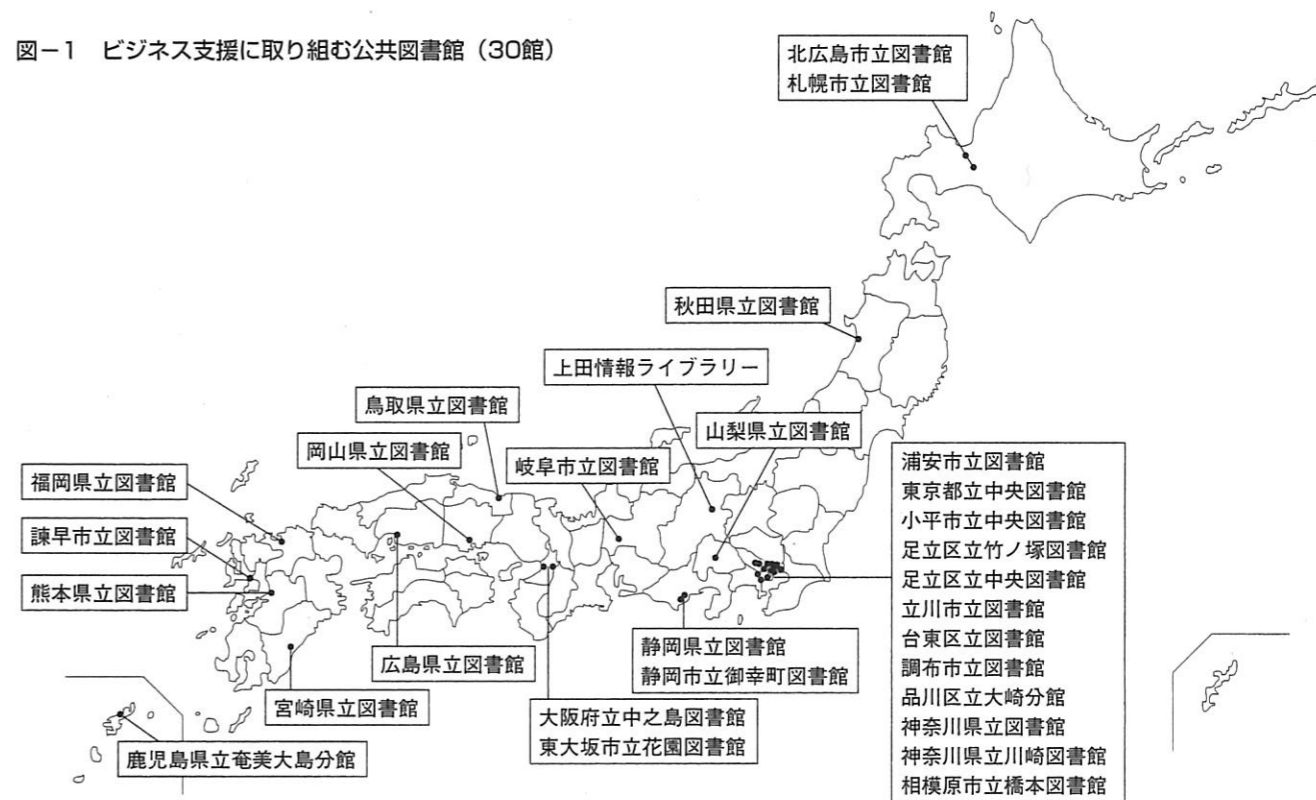 図-1 ビジネス支援に取り組む公共図書館(30館)
北広島市立図書館
札幌市立図書館
秋田県立図書館
上田情報ライブラリー
鳥取県立図書館
山梨県立図書館
岡山県立図書館
岐阜市立図書館
福岡県立図書館
諫早市立図書館
熊本県立図書館
浦安市立図書館
東京都立中央図書館
小平市立中央図書館
足立区立竹ノ塚図書館
足立区立中央図書館
立川市立図書館
台東区立図書館
調布市立図書館
品川区立大崎分館
神奈川県立図書館
神奈川県立川崎図書館
相模原市立橋本図書館
広島県立図書館
静岡県立図書館
静岡市立御幸町図書館
宮崎県立図書館
大阪府立中之島図書館
東大坂市立花園図書館
鹿児島県立奄美大島分館